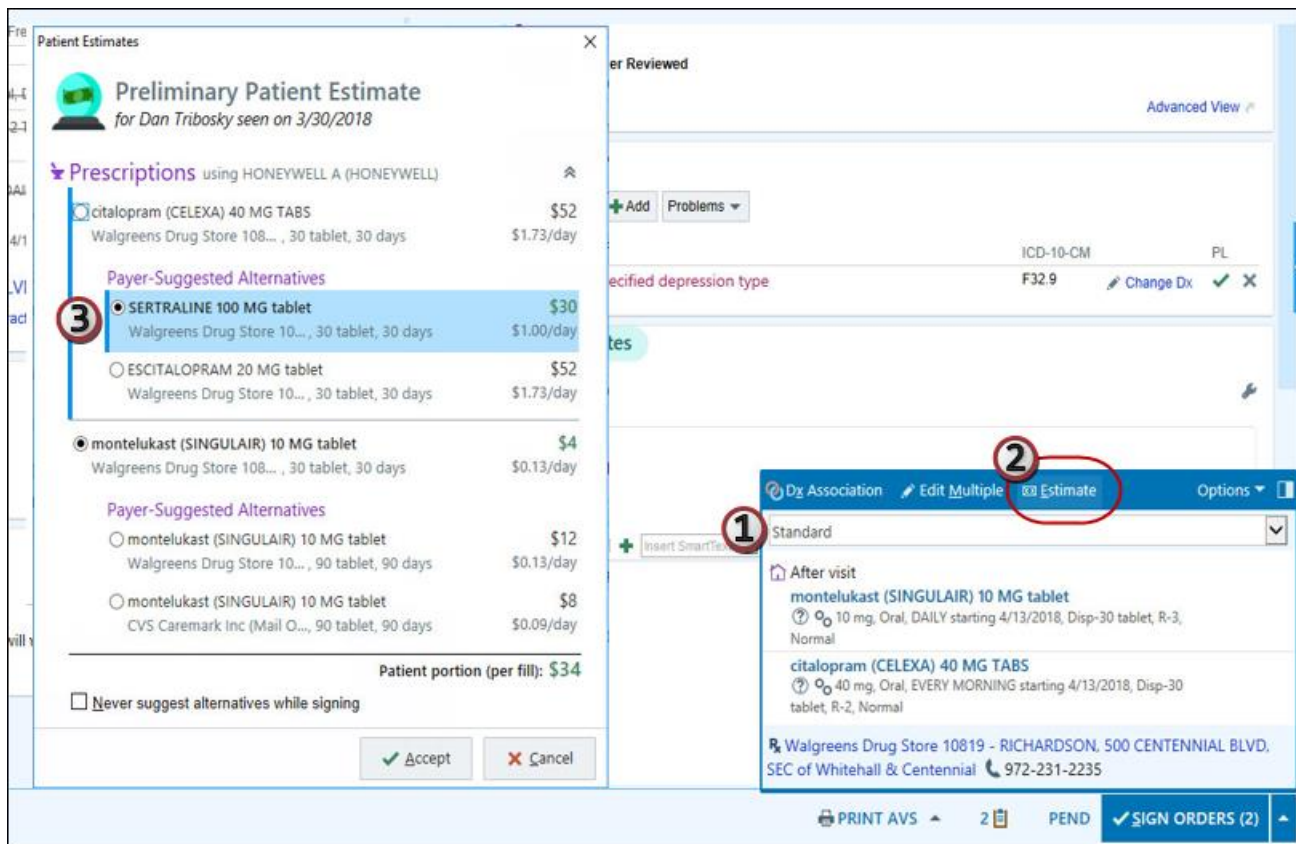 Fre
Patient Estimates
Preliminary Patient Estimate
for Dan Tribosky seen on 3/30/2018
Prescriptions using HONEYWELL A (HONEYWELL)
citalopram (CELEXA) 40 MG TABS $52
Walgreens Drug Store 108... , 30 tablet, 30 days $1.73/day
Payer-Suggested Alternatives
3
SERTRALINE 100 MG tablet $30
Walgreens Drug Store 10... , 30 tablet, 30 days $1.00/day
ESCITALOPRAM 20 MG tablet $52
Walgreens Drug Store 10... , 30 tablet, 30 days $1.73/day
montelukast (SINGULAIR) 10 MG tablet $4
Walgreens Drug Store 108... , 30 tablet, 30 days $0.13/day
Payer-Suggested Alternatives
montelukast (SINGULAIR) 10 MG tablet $12
Walgreens Drug Store 10... , 90 tablet, 90 days $0.13/day
montelukast (SINGULAIR) 10 MG tablet $8
CVS Caremark Inc (Mail O... , 90 tablet, 90 days $0.09/day
Patient portion (per fill): $34
Never suggest alternatives while signing
Accept Cancel
will
er Reviewed
Advanced View
Add Problems
ICD-10-CM PL
ecified depression type F32.9 Change Dx
tes
Insert SmartTex
2
Dx Association Edit Multiple Estimate Options
1
Standard
After visit
montelukast (SINGULAIR) 10 MG tablet
10 mg, Oral, DAILY starting 4/13/2018, Disp-30 tablet, R-3,
Normal
citalopram (CELEXA) 40 MG TABS
40 mg, Oral, EVERY MORNING starting 4/13/2018, Disp-30
tablet, R-2, Normal
Walgreens Drug Store 10819 - RICHARDSON, 500 CENTENNIAL BLVD,
SEC of Whitehall & Centennial 972-231-2235
PRINT AVS 2 PEND SIGN ORDERS (2)